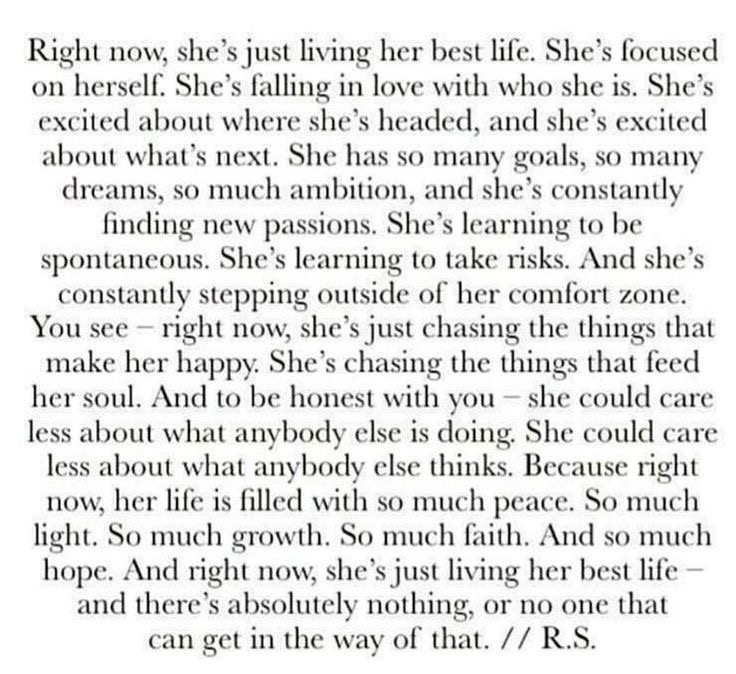 Right now, she’s just living her best life. She’s focused
on herself. She’s falling in love with who she is. She’s
excited about where she’s headed, and she’s excited
about what’s next. She has so many goals, so many
dreams, so much ambition, and she’s constantly
finding new passions. She’s learning to be
spontaneous. She’s learning to take risks. And she’s
constantly stepping outside of her comfort zone.
You see – right now, she’s just chasing the things that
make her happy. She’s chasing the things that feed
her soul. And to be honest with you – she could care
less about what anybody else is doing. She could care
less about what anybody else thinks. Because right
now, her life is filled with so much peace. So much
light. So much growth. So much faith. And so much
hope. And right now, she’s just living her best life –
and there’s absolutely nothing, or no one that
can get in the way of that. // R.S.